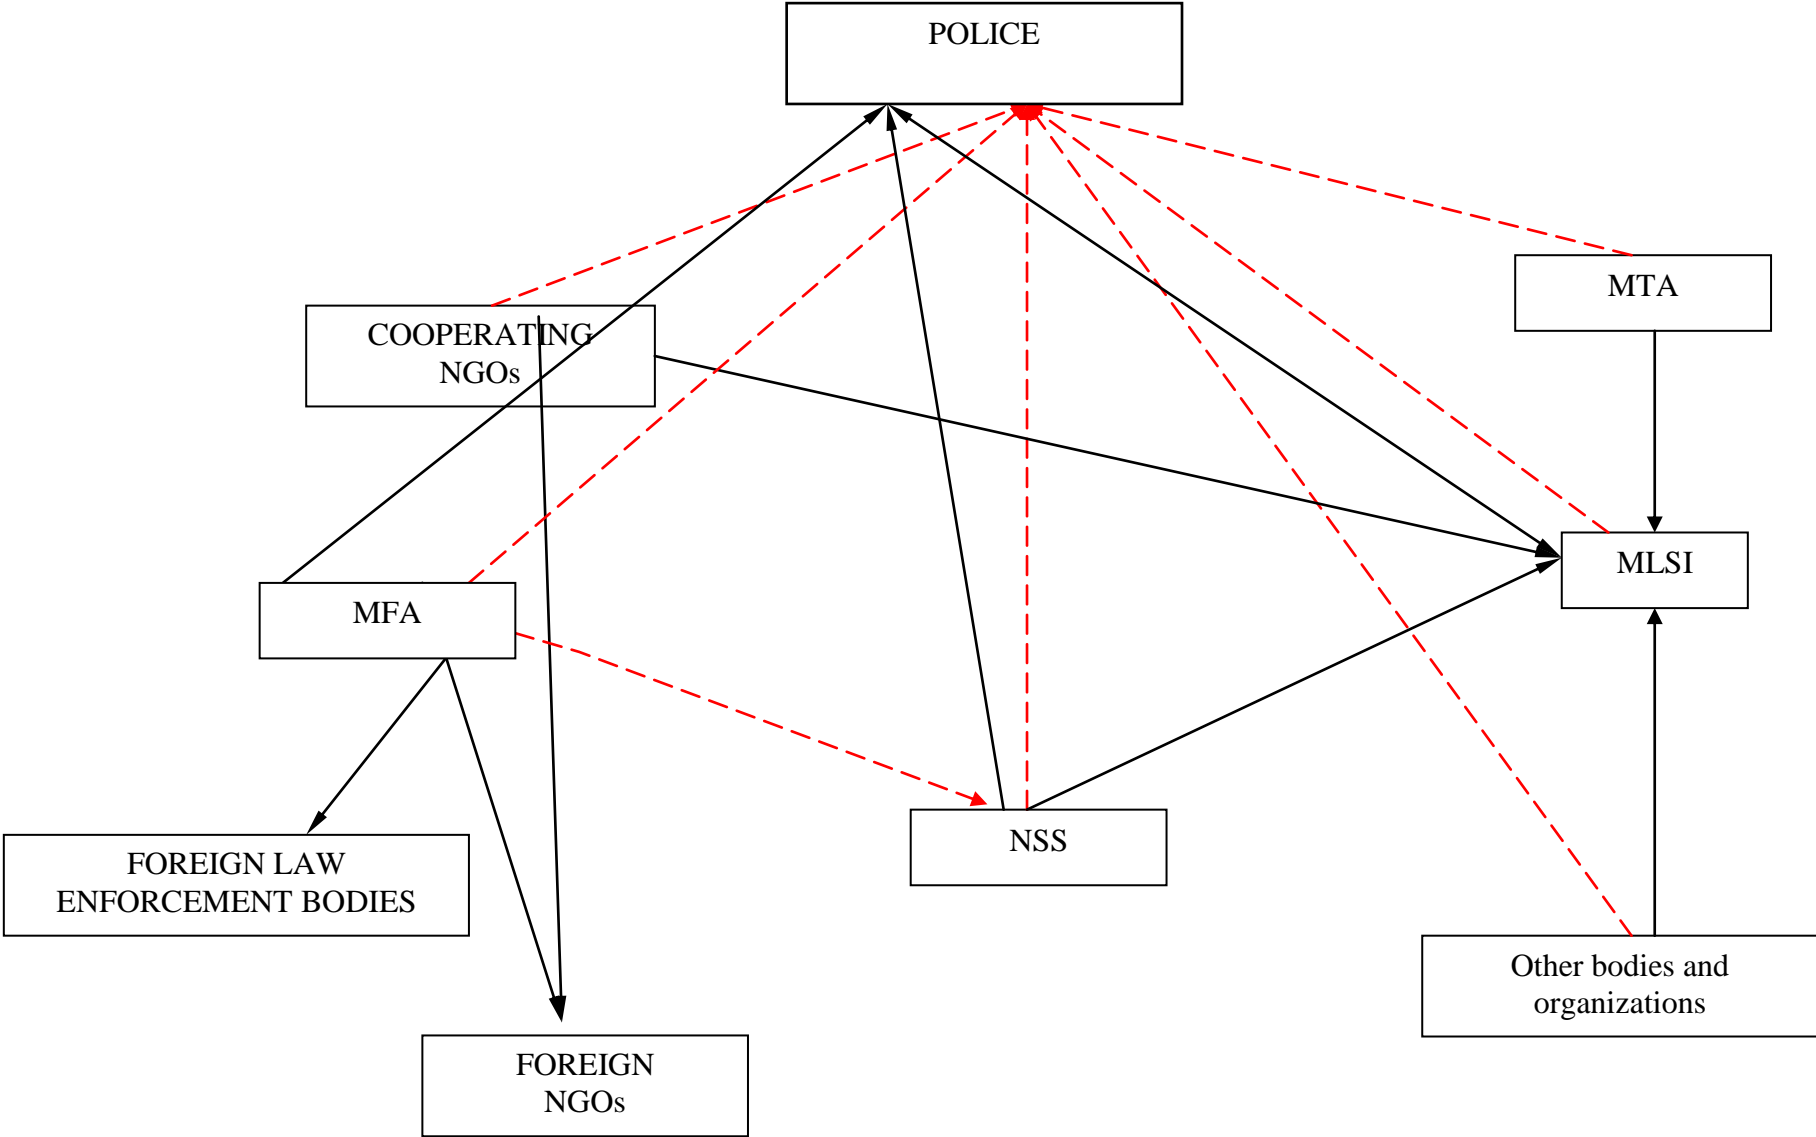 POLICE
MTA
COOPERATING
NGOs
MLSI
MFA
NSS
FOREIGN LAW
ENFORCEMENT BODIES
Other bodies and
organizations
FOREIGN
NGOs